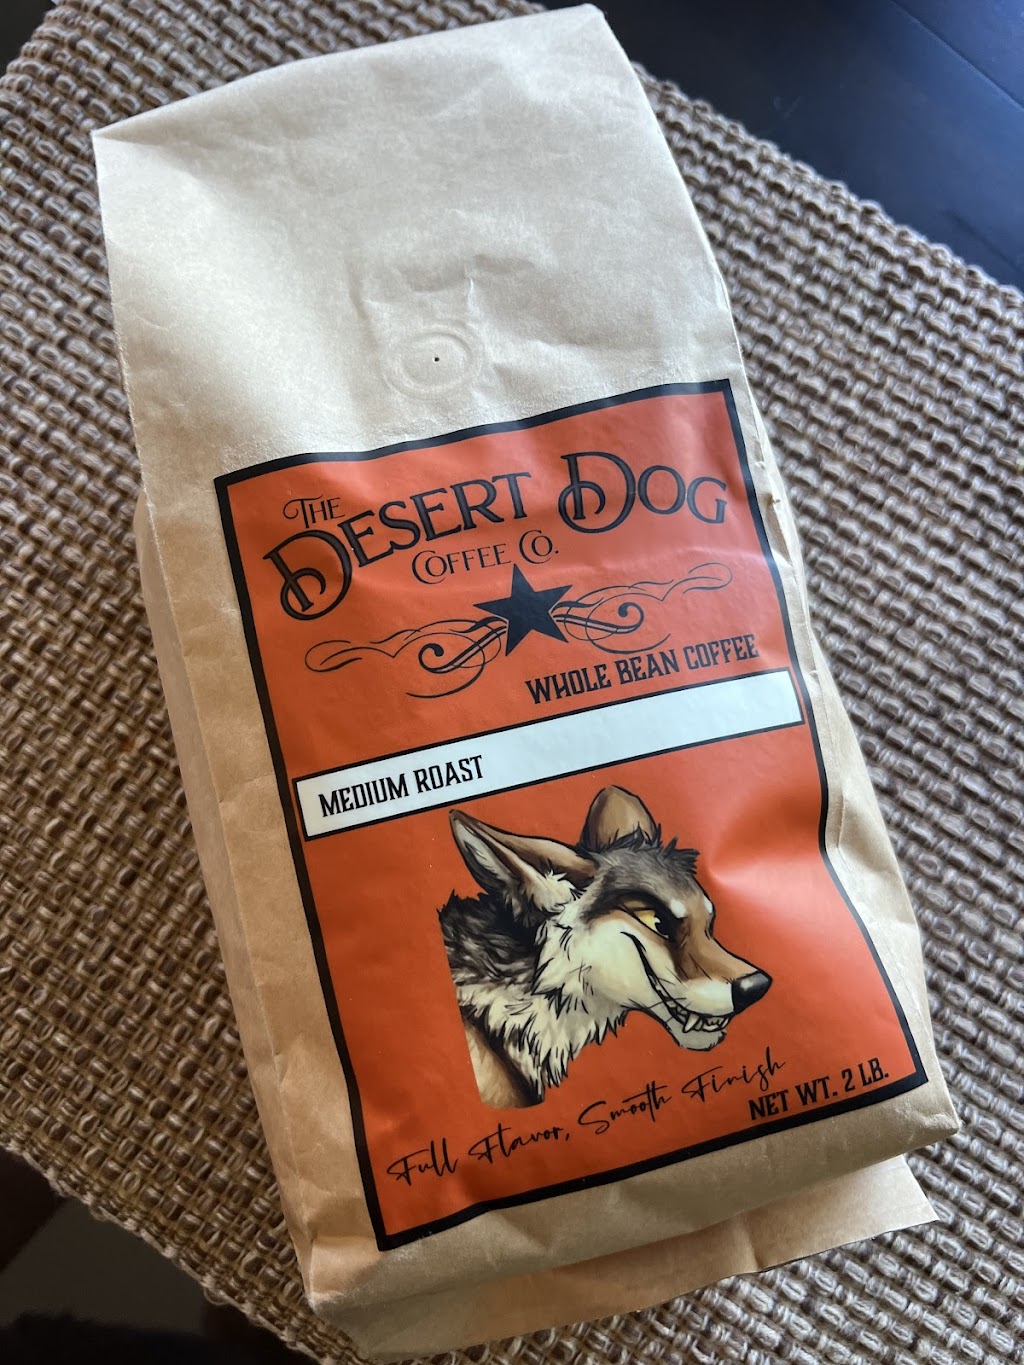 THE
DESERT DOG
COFFEE CO.
WHOLE BEAN COFFEE
MEDIUM ROAST
Full Flavor, Smooth Finish
NET WT. 2 LB.